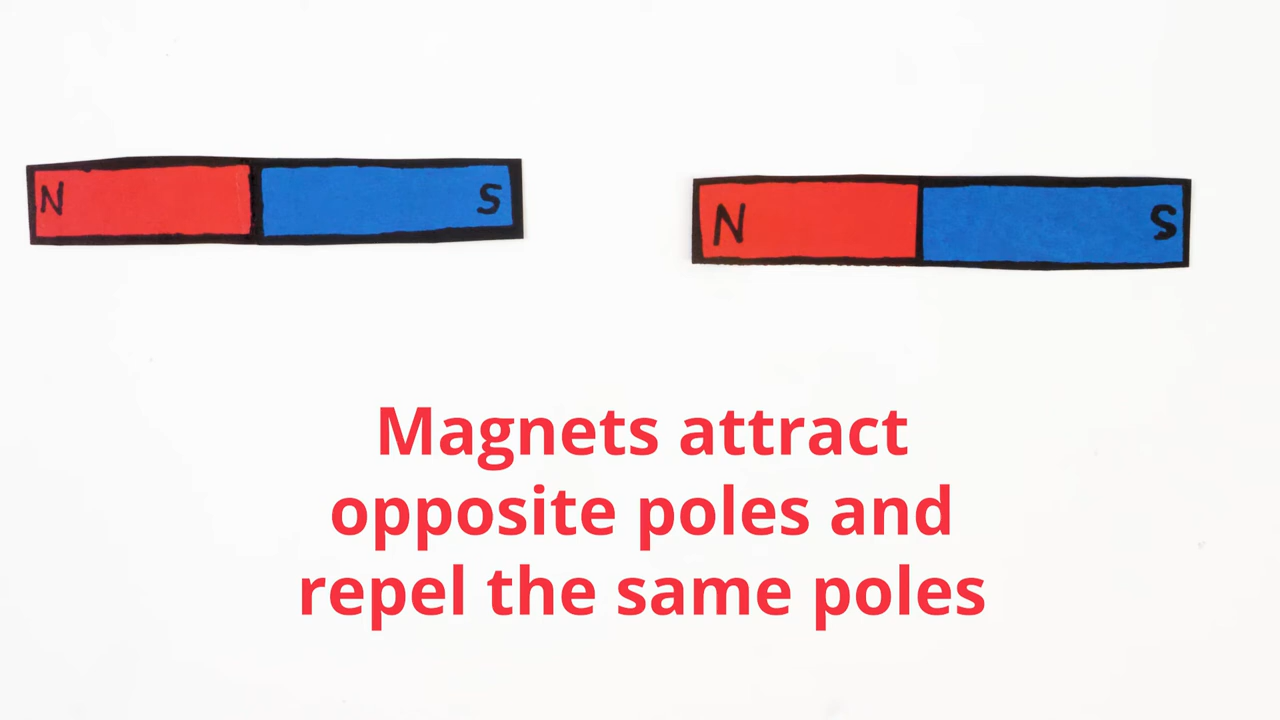 N S N S
Magnets attract
opposite poles and
repel the same poles